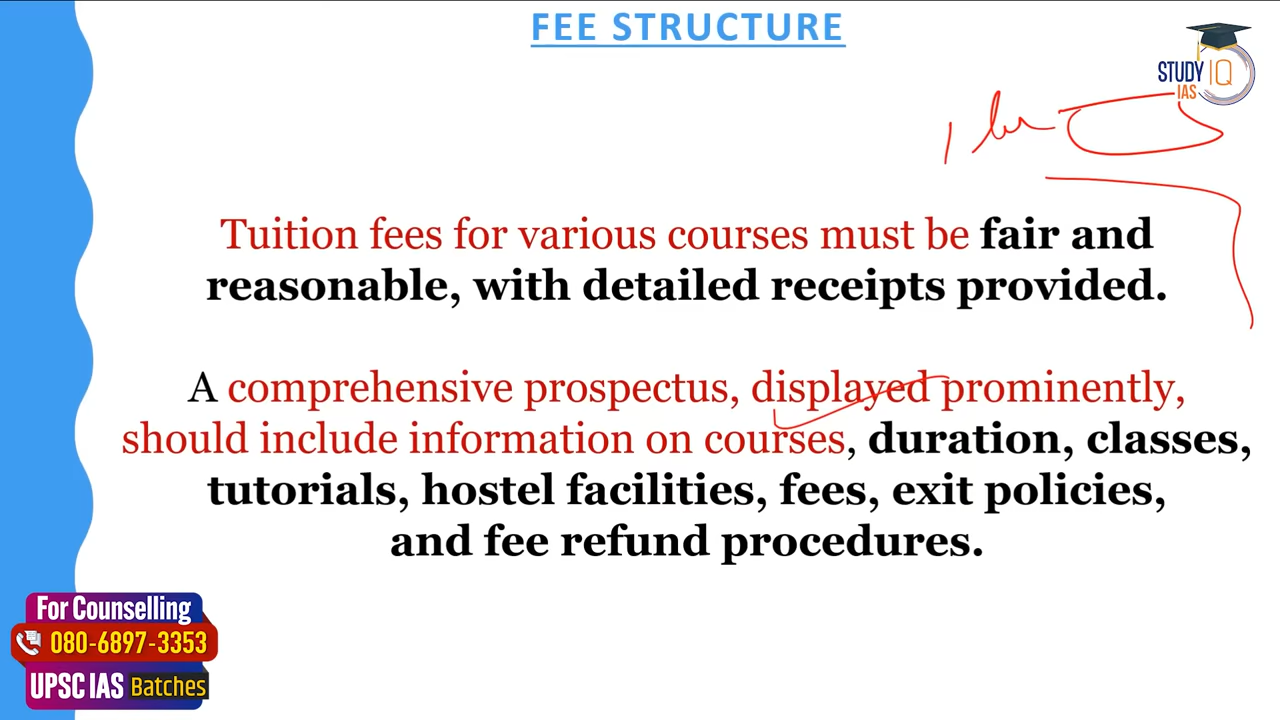 FEE STRUCTURE
STUDY IQ
IAS
Tuition fees for various courses must be fair and
reasonable, with detailed receipts provided.
A comprehensive prospectus, displayed prominently,
should include information on courses, duration, classes,
tutorials, hostel facilities, fees, exit policies,
and fee refund procedures.
For Counselling
080-6897-3353
UPSC IAS Batches